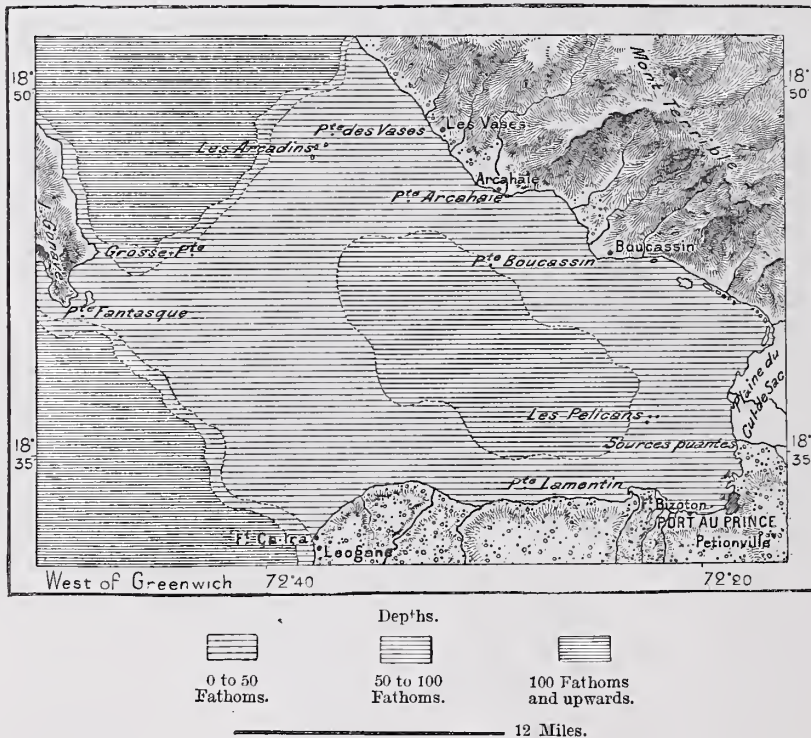 18°
50'
18°
50'
Mont Terrible
Pte des Vases
Les Vases
Les Arcadins
Arcahaie
Pte Arcahaie
I. Gonaive
Grosse Pte
Pte Boucassin
Boucassin
Pte Fantasque
Plaine du
Cul de Sac
Les Pelicans
Sources puantes
18°
35'
18°
35
Pte Lamentin
Ft Bizoton
PORT AU PRINCE
Petionville
Leogane
West of Greenwich
72°40'
72°20
Depths.
0 to 50
Fathoms.
50 to 100
Fathoms.
100 Fathoms
and upwards.
12 Miles.